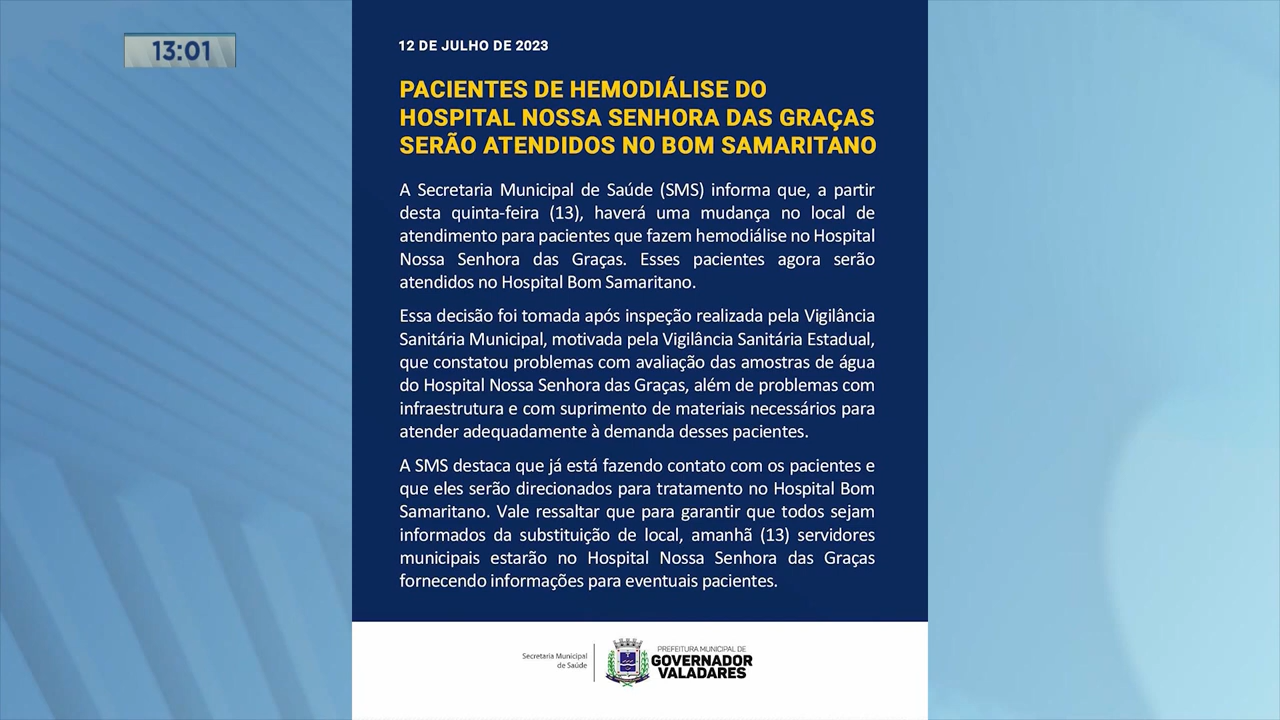 13:01
12 DE JULHO DE 2023
PACIENTES DE HEMODIÁLISE DO
HOSPITAL NOSSA SENHORA DAS GRAÇAS
SERÃO ATENDIDOS NO BOM SAMARITANO
A Secretaria Municipal de Saúde (SMS) informa que, a partir
desta quinta-feira (13), haverá uma mudança no local de
atendimento para pacientes que fazem hemodiálise no Hospital
Nossa Senhora das Graças. Esses pacientes agora serão
atendidos no Hospital Bom Samaritano.
Essa decisão foi tomada após inspeção realizada pela Vigilância
Sanitária Municipal, motivada pela Vigilância Sanitária Estadual,
que constatou problemas com avaliação das amostras de água
do Hospital Nossa Senhora das Graças, além de problemas com
infraestrutura e com suprimento de materiais necessários para
atender adequadamente à demanda desses pacientes.
A SMS destaca que já está fazendo contato com os pacientes e
que eles serão direcionados para tratamento no Hospital Bom
Samaritano. Vale ressaltar que para garantir que todos sejam
informados da substituição de local, amanhã (13) servidores
municipais estarão no Hospital Nossa Senhora das Graças
fornecendo informações para eventuais pacientes.
Secretaria Municipal
de Saúde
PREFEITURA MUNICIPAL DE
GOVERNADOR
VALADARES